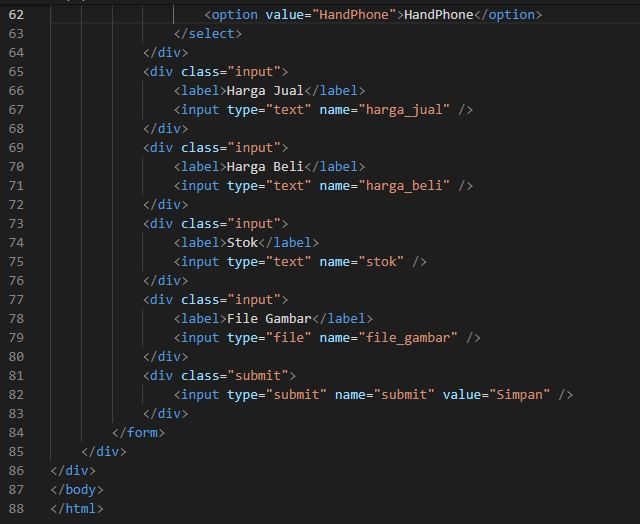 62 <option value="HandPhone">HandPhone</option>
63 </select>
64 </div>
65 <div class="input">
66 <label>Harga Jual</label>
67 <input type="text" name="harga_jual" />
68 </div>
69 <div class="input">
70 <label>Harga Beli</label>
71 <input type="text" name="harga_beli" />
72 </div>
73 <div class="input">
74 <label>Stok</label>
75 <input type="text" name="stok" />
76 </div>
77 <div class="input">
78 <label>File Gambar</label>
79 <input type="file" name="file_gambar" />
80 </div>
81 <div class="submit">
82 <input type="submit" name="submit" value="Simpan" />
83 </div>
84 </form>
85 </div>
86 </div>
87 </body>
88 </html>